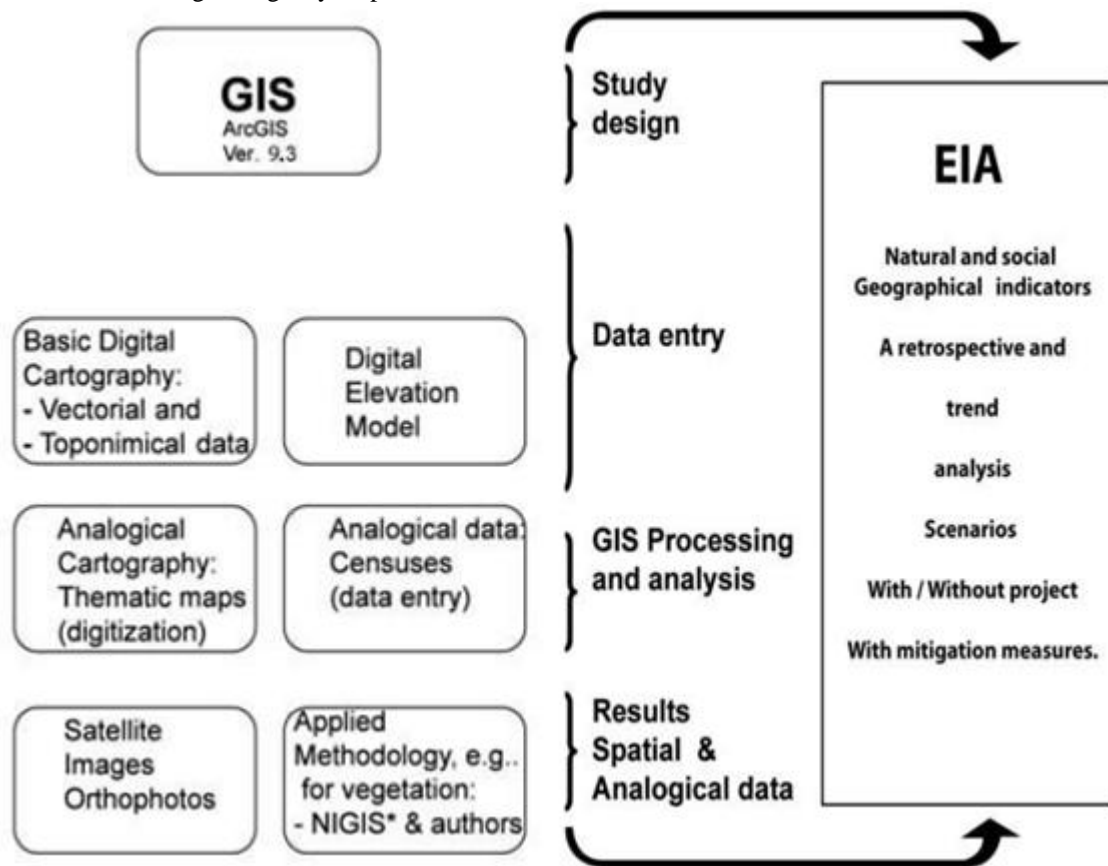 GIS
ArcGIS
Ver. 9.3
Study
design
EIA
Natural and social
Geographical indicators
A retrospective and
trend
analysis
Scenarios
With / Without project
With mitigation measures.
Basic Digital
Cartography:
- Vectorial and
- Toponimical data
Digital
Elevation
Model
Data entry
Analogical
Cartography:
Thematic maps
(digitization)
Analogical data:
Censuses
(data entry)
GIS Processing
and analysis
Satellite
Images
Orthophotos
Applied
Methodology, e.g..
for vegetation:
- NIGIS* & authors
Results
Spatial &
Analogical data